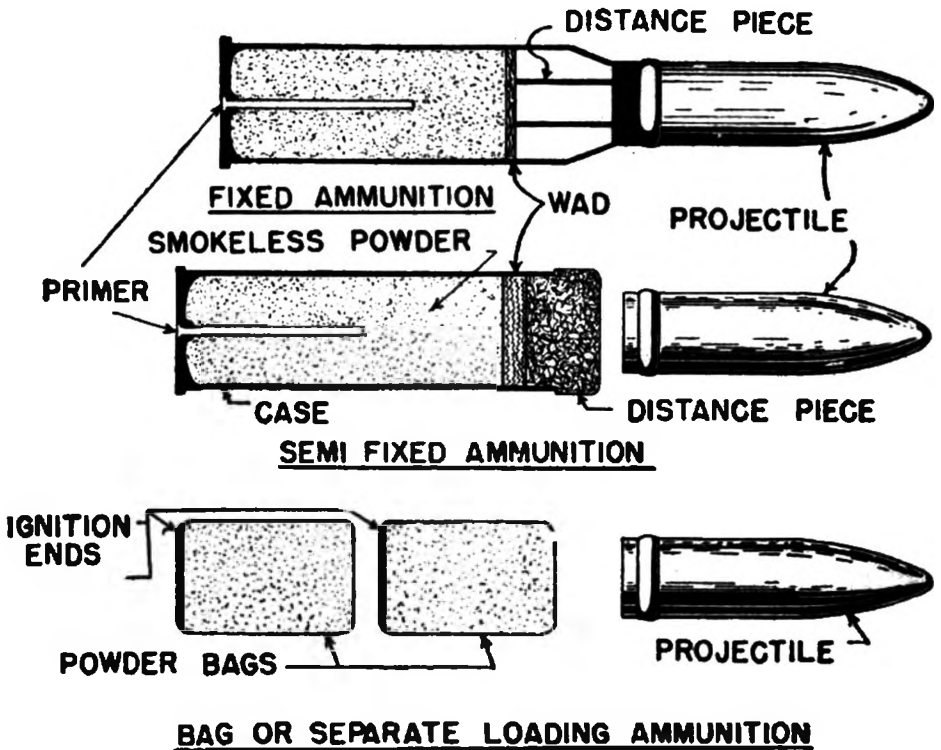 DISTANCE PIECE
FIXED AMMUNITION
WAD
PROJECTILE
SMOKELESS POWDER
PRIMER
CASE
DISTANCE PIECE
SEMI FIXED AMMUNITION
IGNITION
ENDS
POWDER BAGS
PROJECTILE
BAG OR SEPARATE LOADING AMMUNITION